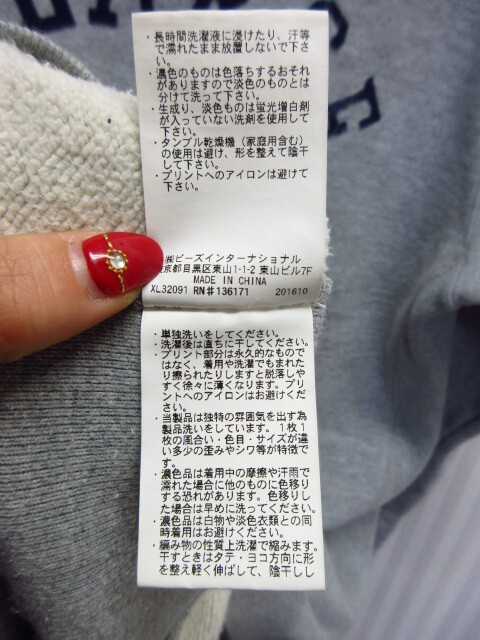 ・長時間洗濯液に浸けたり、汗等
で濡れたまま放置しないで下さ
い。
・濃色のものは色落ちするおそれ
がありますので淡色のものとは
分けて洗って下さい。
・生成り、淡色物は蛍光増白剤
が入っていない洗剤を使用して
下さい。
・タンブル乾燥機（家庭用含む）
の使用は避け、形を整えて陰干
して下さい。
・プリントへのアイロンは避けて
下さい。
㈱ビーズインターナショナル
東京都目黒区東山1-1-2 東山ビル7F
MADE IN CHINA
XL32091 RN#136171 201610
・単独洗いをしてください。
・洗濯後は直ちに干してください。
・プリント部分は永久的なもので
はなく、着用や洗濯でもまれた
り擦られたりしますと脱落しや
すく徐々に薄くなります。プリ
ントへのアイロンはお避けくだ
さい。
・当製品は独特の雰囲気を出す為
製品洗いをしています。1枚1
枚の風合い・色目・サイズが違
い多少の歪みやシワ等が特徴で
す。
・濃色品は着用中の摩擦や汗雨で
濡れた場合に他のものに色移り
する恐れがあります。色移りし
た場合は早めに洗ってください。
・濃色品は白物や淡色衣類との同
時着用はお避けください。
・編み物の性質上洗濯で縮みます。
干すときはタテ・ヨコ方向に形
を整え軽く伸ばして、陰干しし